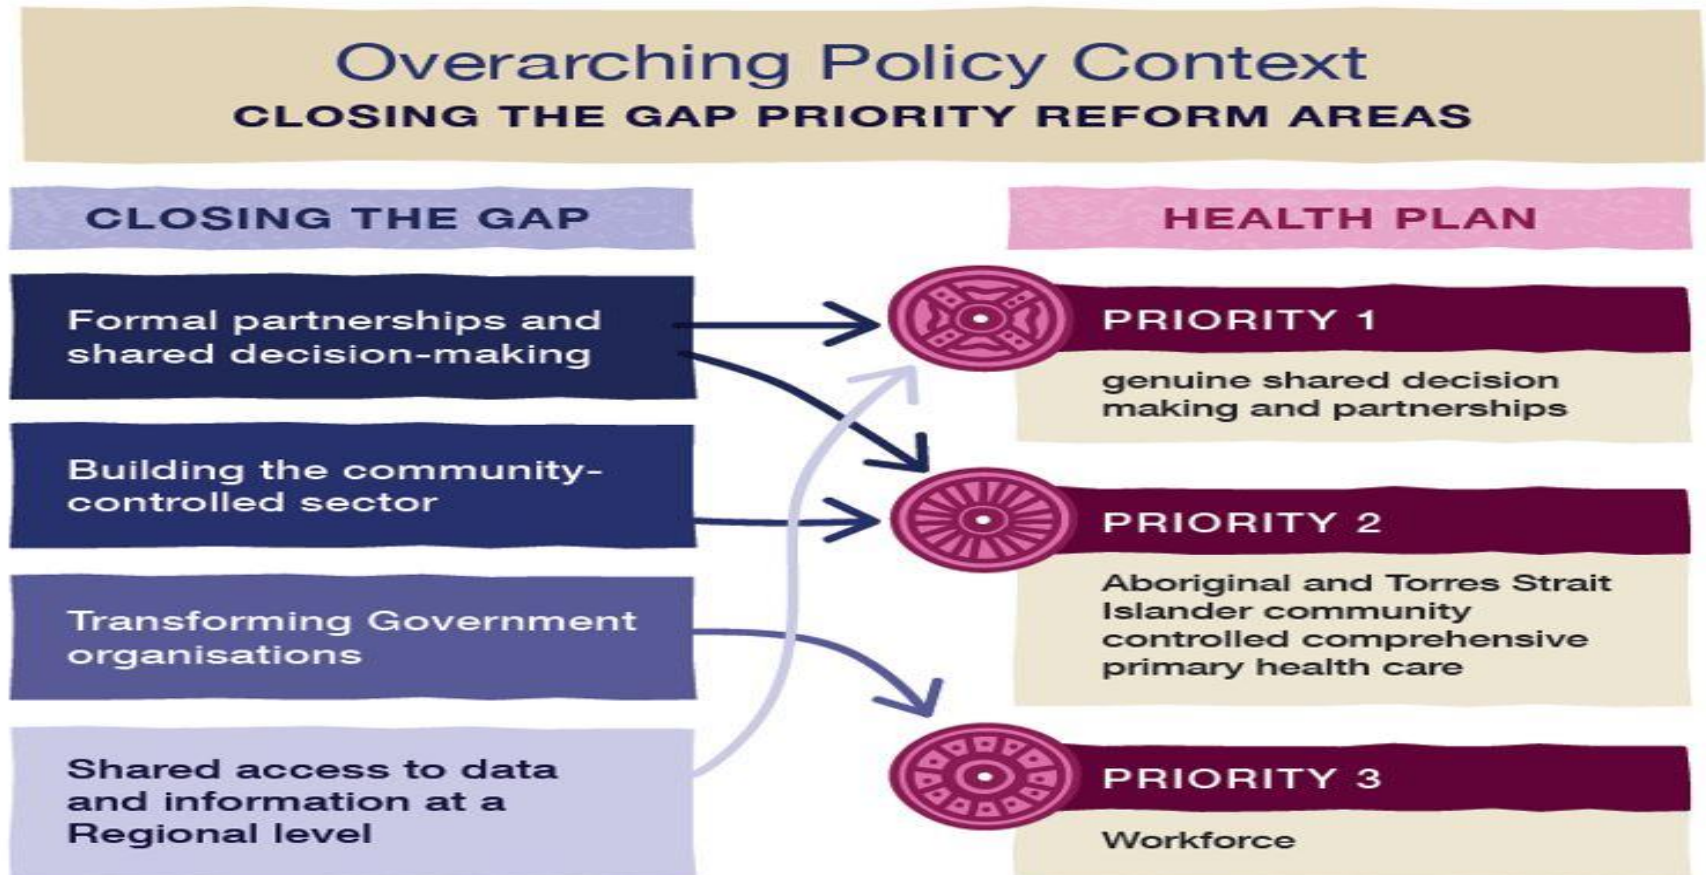 Overarching Policy Context
CLOSING THE GAP PRIORITY REFORM AREAS
CLOSING THE GAP
Formal partnerships and
shared decision-making
Building the community-
controlled sector
Transforming Government
organisations
Shared access to data
and information at a
Regional level
HEALTH PLAN
PRIORITY 1
genuine shared decision
making and partnerships
PRIORITY 2
Aboriginal and Torres Strait
Islander community
controlled comprehensive
primary health care
PRIORITY 3
Workforce